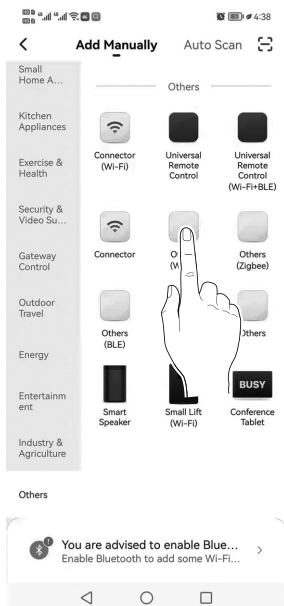 4:38
Add Manually Auto Scan
Small
Home A...
Others
Kitchen
Appliances
Connector
(Wi-Fi)
Universal
Remote
Control
Universal
Remote
Control
(Wi-Fi+BLE)
Exercise &
Health
Security &
Video Su...
Gateway
Control
Connector
Others
(Zigbee)
Outdoor
Travel
Others
(BLE)
Energy
Entertainm
ent
Smart
Speaker
Small Lift
(Wi-Fi)
BUSY
Conference
Tablet
Industry &
Agriculture
Others
You are advised to enable Blue...
Enable Bluetooth to add some Wi-Fi...